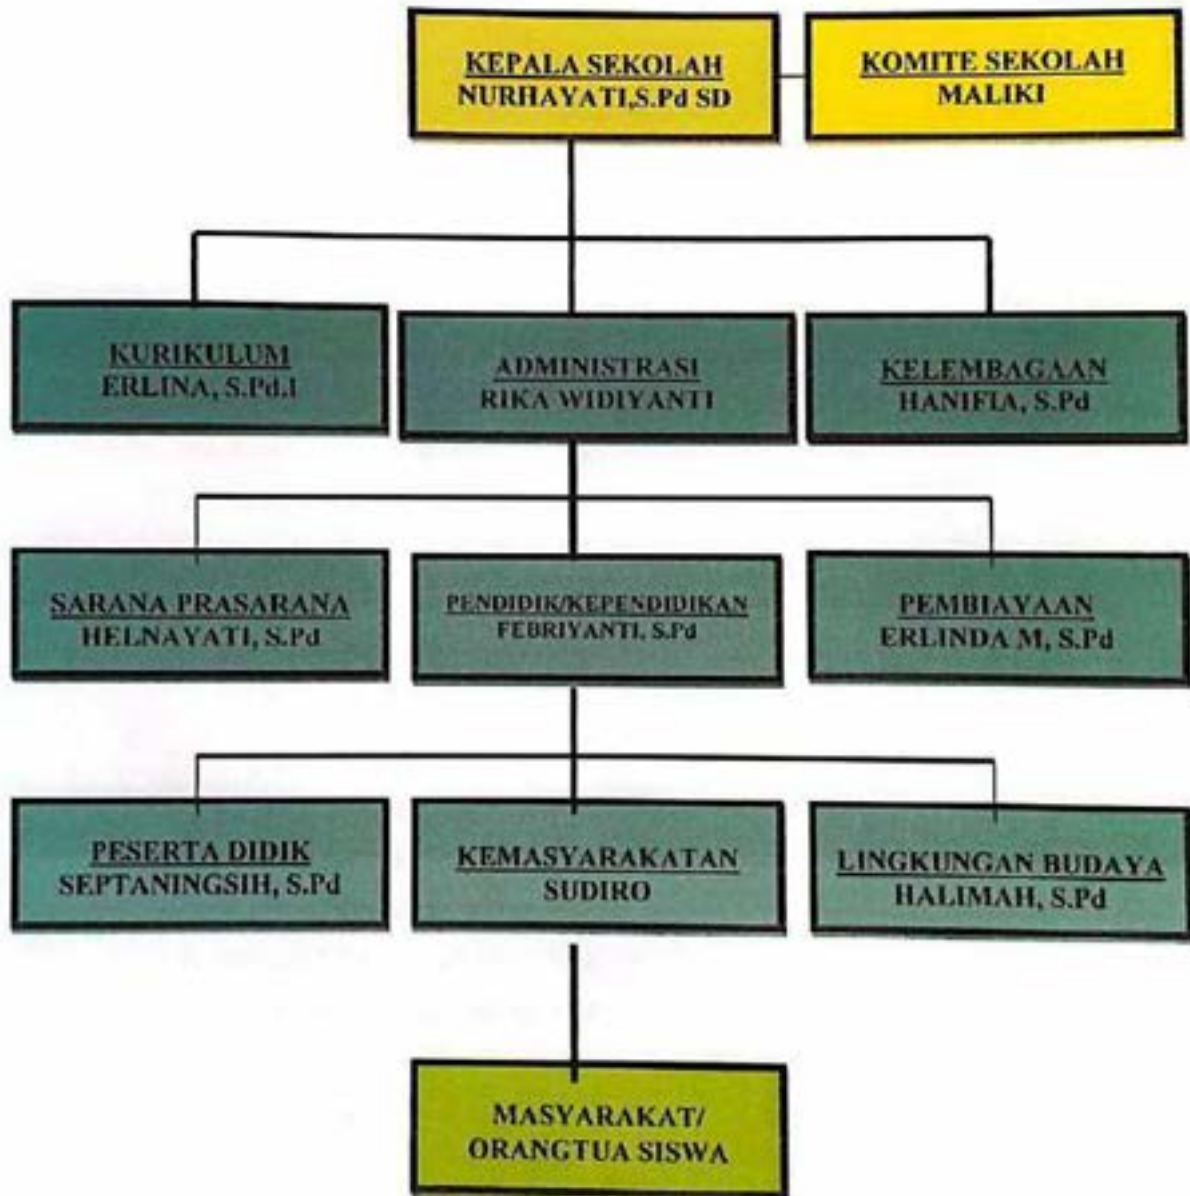 KEPALA SEKOLAH
NURHAYATI,S.Pd SD
KOMITE SEKOLAH
MALIKI
KURIKULUM
ERLINA, S.Pd.I
ADMINISTRASI
RIKA WIDIYANTI
KELEMBAGAAN
HANIFIA, S.Pd
SARANA PRASARANA
HELNAYATI, S.Pd
PENDIDIK/KEPENDIDIKAN
FEBRIYANTI, S.Pd
PEMBIAYAAN
ERLINDA M, S.Pd
PESERTA DIDIK
SEPTANINGSIH, S.Pd
KEMASYARAKATAN
SUDIRO
LINGKUNGAN BUDAYA
HALIMAH, S.Pd
MASYARAKAT/
ORANGTUA SISWA